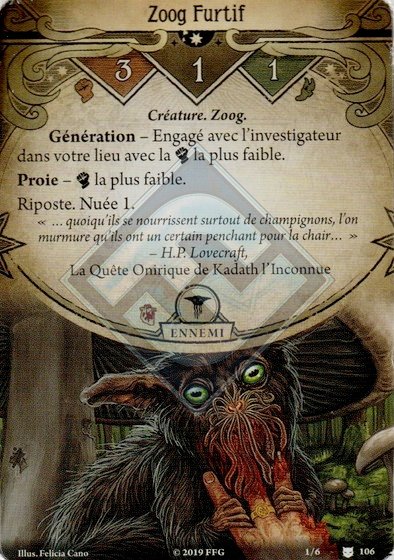 Zoog Furtif
3 1 1
Créature. Zoog.
Génération – Engagé avec l'investigateur
dans votre lieu avec la la plus faible.
Proie – la plus faible.
Riposte. Nuée 1.
« ... quoiqu'ils se nourrissent surtout de champignons, l'on
murmure qu'ils ont un certain penchant pour la chair... »
– H.P. Lovecraft,
La Quête Onirique de Kadath l'Inconnue
ENNEMI
Illus. Felicia Cano © 2019 FFG 1/6 106